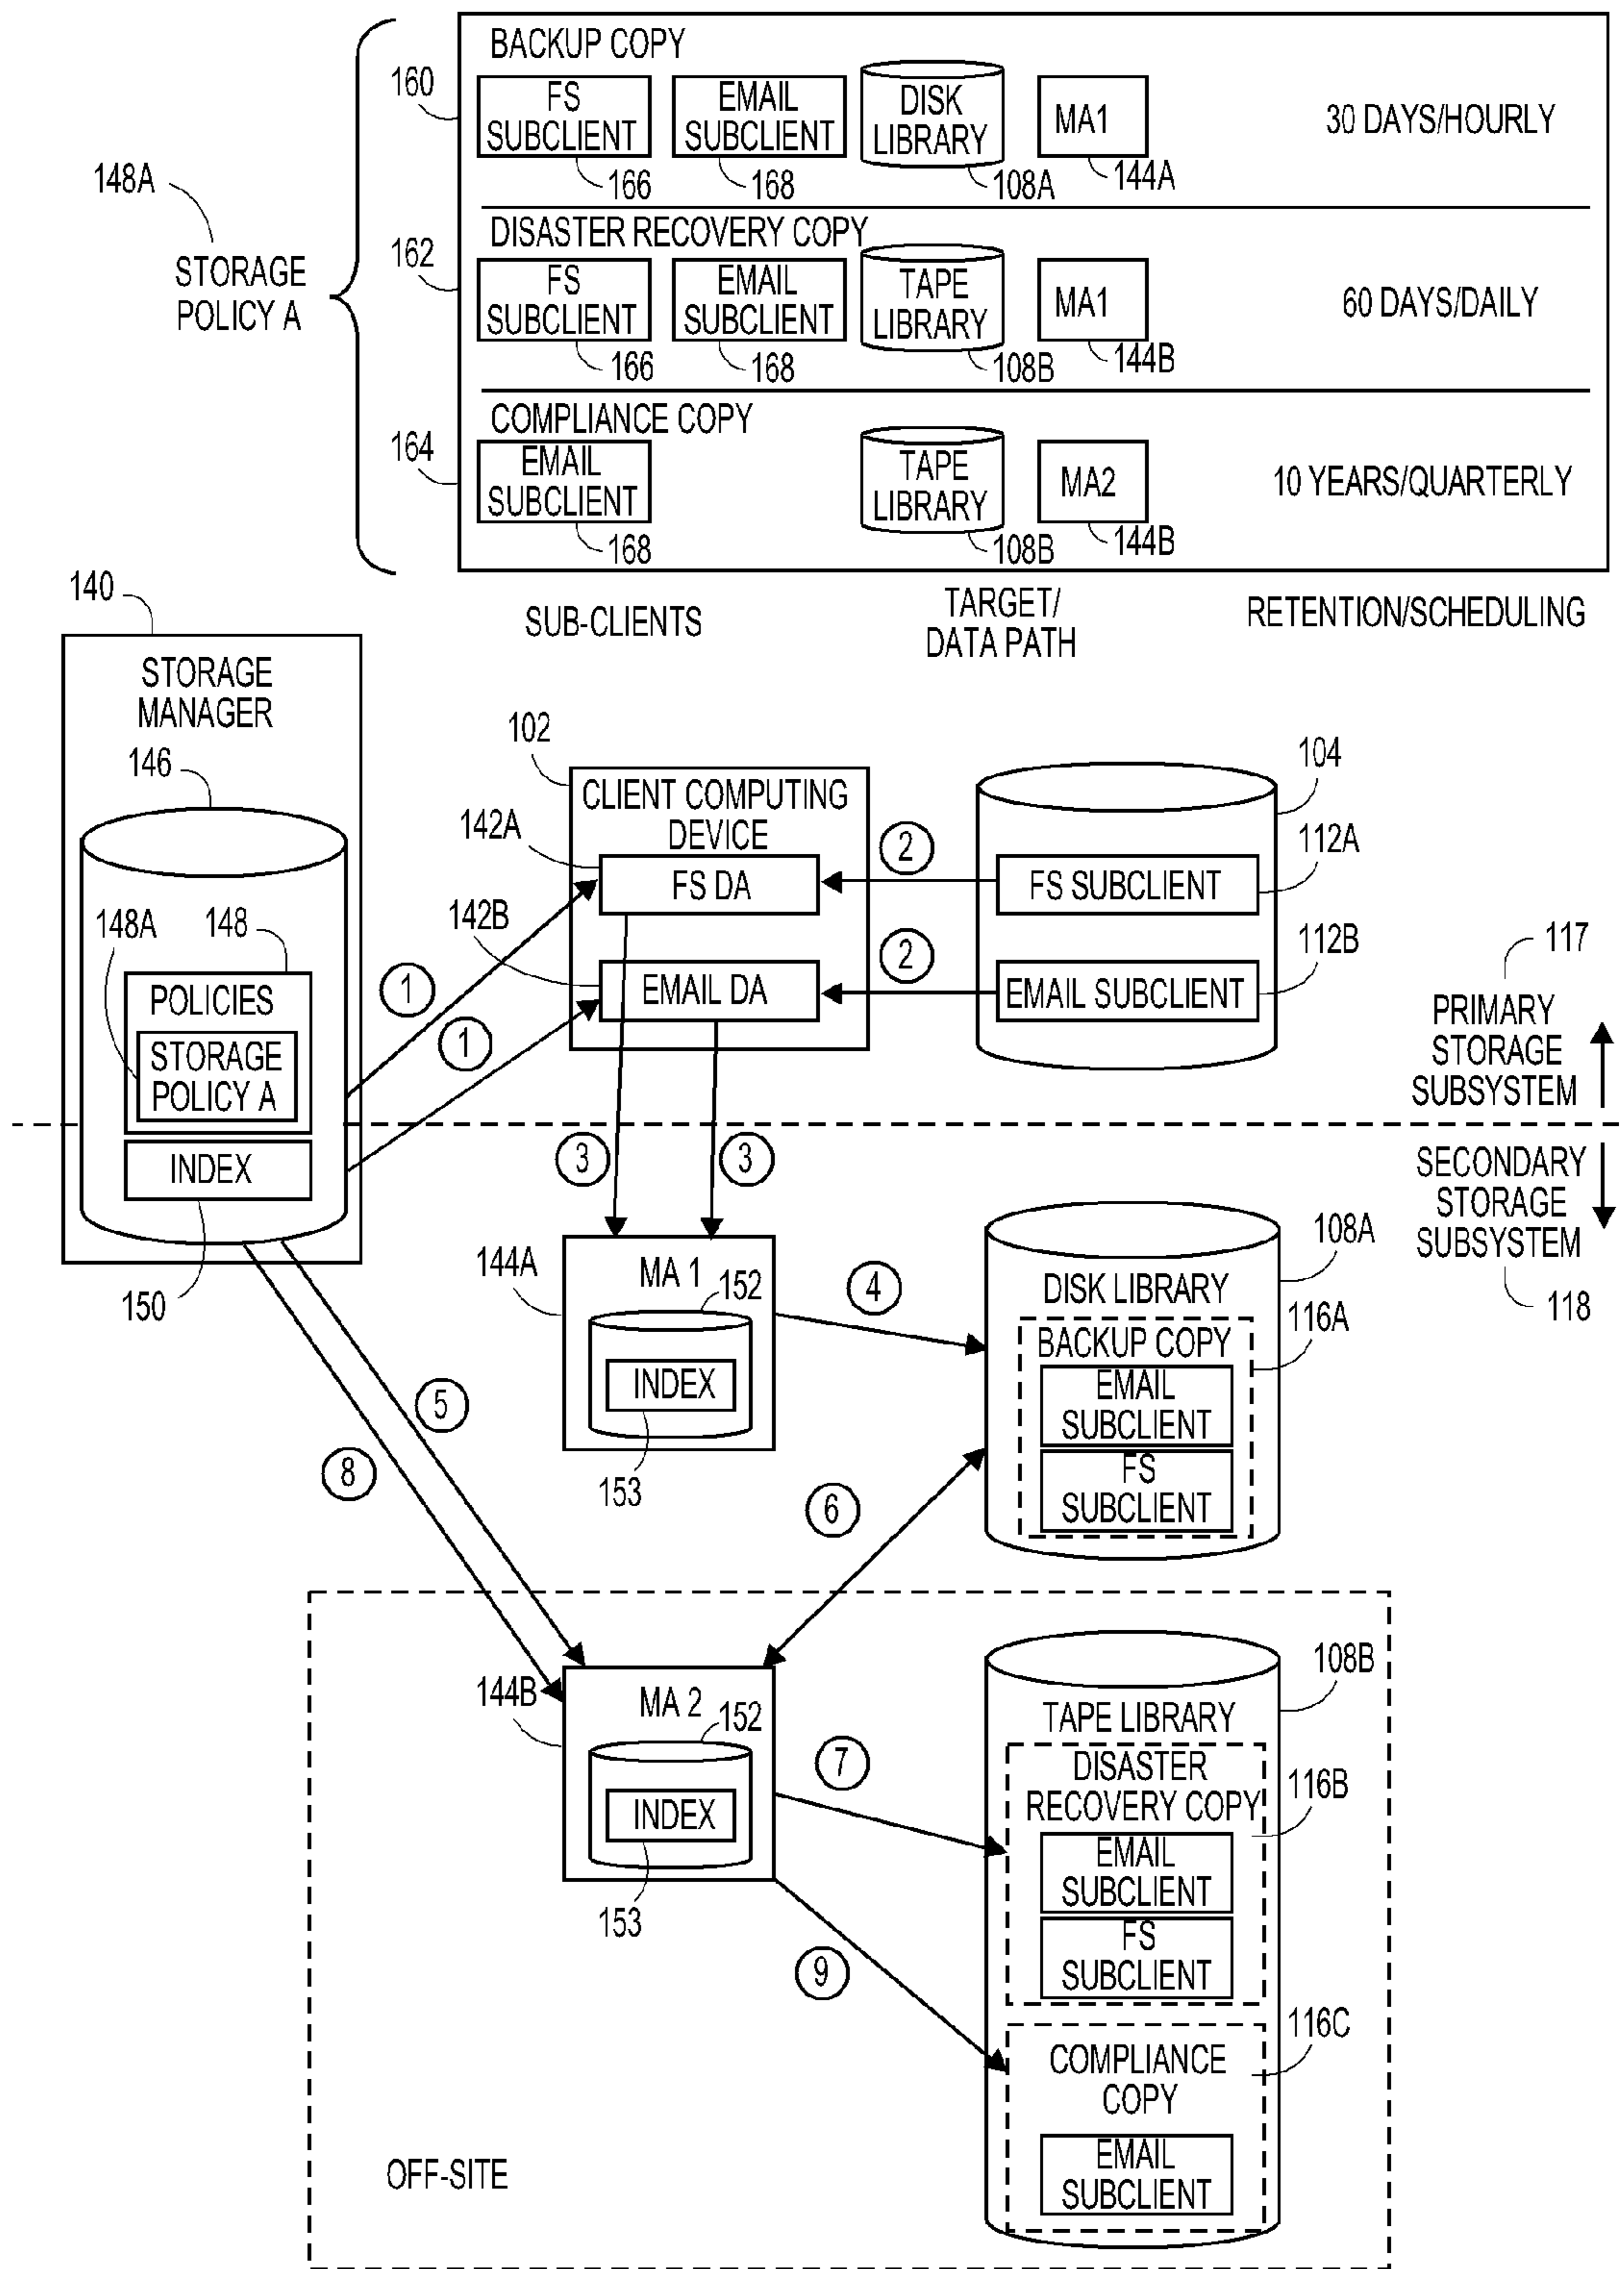 BACKUP COPY
160
FS
SUBCLIENT
166
EMAIL
SUBCLIENT
168
DISK
LIBRARY
108A
MA1
144A
30 DAYS/HOURLY
148A
STORAGE
POLICY A
DISASTER RECOVERY COPY
162
FS
SUBCLIENT
166
EMAIL
SUBCLIENT
168
TAPE
LIBRARY
108B
MA1
144B
60 DAYS/DAILY
COMPLIANCE COPY
164
EMAIL
SUBCLIENT
168
TAPE
LIBRARY
108B
MA2
144B
10 YEARS/QUARTERLY
SUB-CLIENTS
TARGET/
DATA PATH
RETENTION/SCHEDULING
140
STORAGE
MANAGER
146
148A
148
POLICIES
STORAGE
POLICY A
INDEX
150
102
CLIENT COMPUTING
DEVICE
142A
FS DA
142B
EMAIL DA
1
1
2
2
104
FS SUBCLIENT
112A
EMAIL SUBCLIENT
112B
117
PRIMARY
STORAGE
SUBSYSTEM
SECONDARY
STORAGE
SUBSYSTEM
118
3
3
144A
MA 1
152
INDEX
153
4
108A
DISK LIBRARY
BACKUP COPY
116A
EMAIL
SUBCLIENT
FS
SUBCLIENT
5
8
6
144B
MA 2
152
INDEX
153
7
9
108B
TAPE LIBRARY
DISASTER
RECOVERY COPY
116B
EMAIL
SUBCLIENT
FS
SUBCLIENT
116C
COMPLIANCE
COPY
EMAIL
SUBCLIENT
OFF-SITE